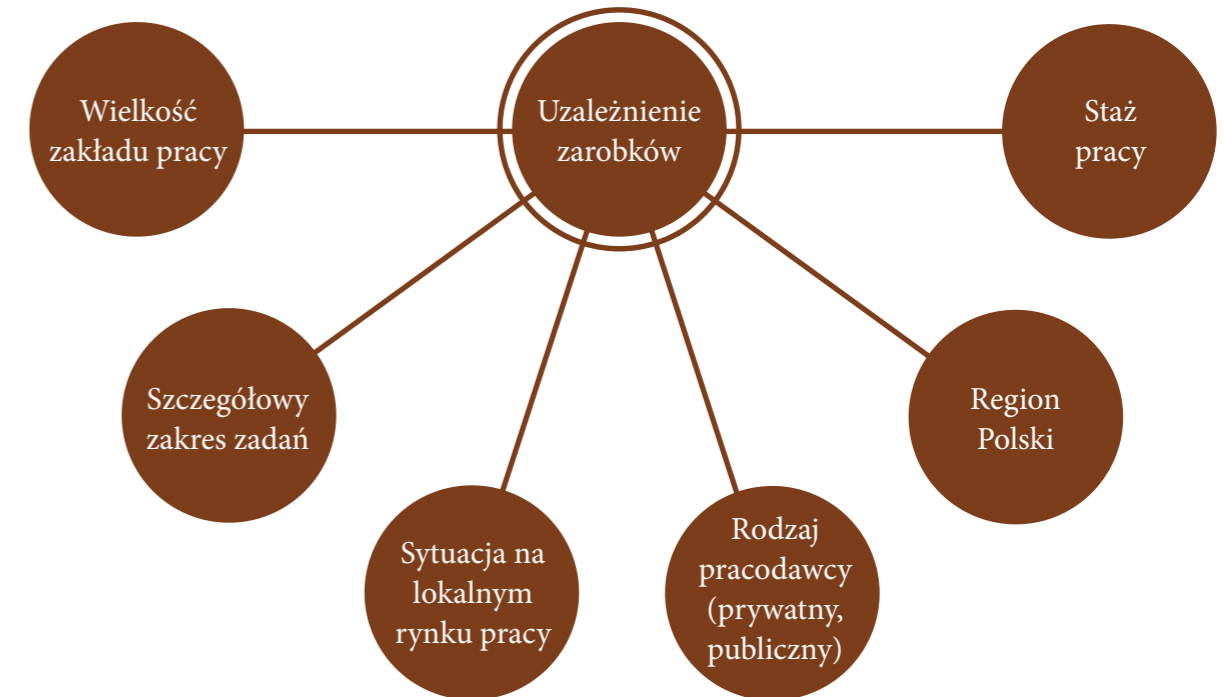 Wielkość
zakładu pracy
Uzależnienie
zarobków
Staż
pracy
Szczegółowy
zakres zadań
Region
Polski
Sytuacja na
lokalnym
rynku pracy
Rodzaj
pracodawcy
(prywatny,
publiczny)